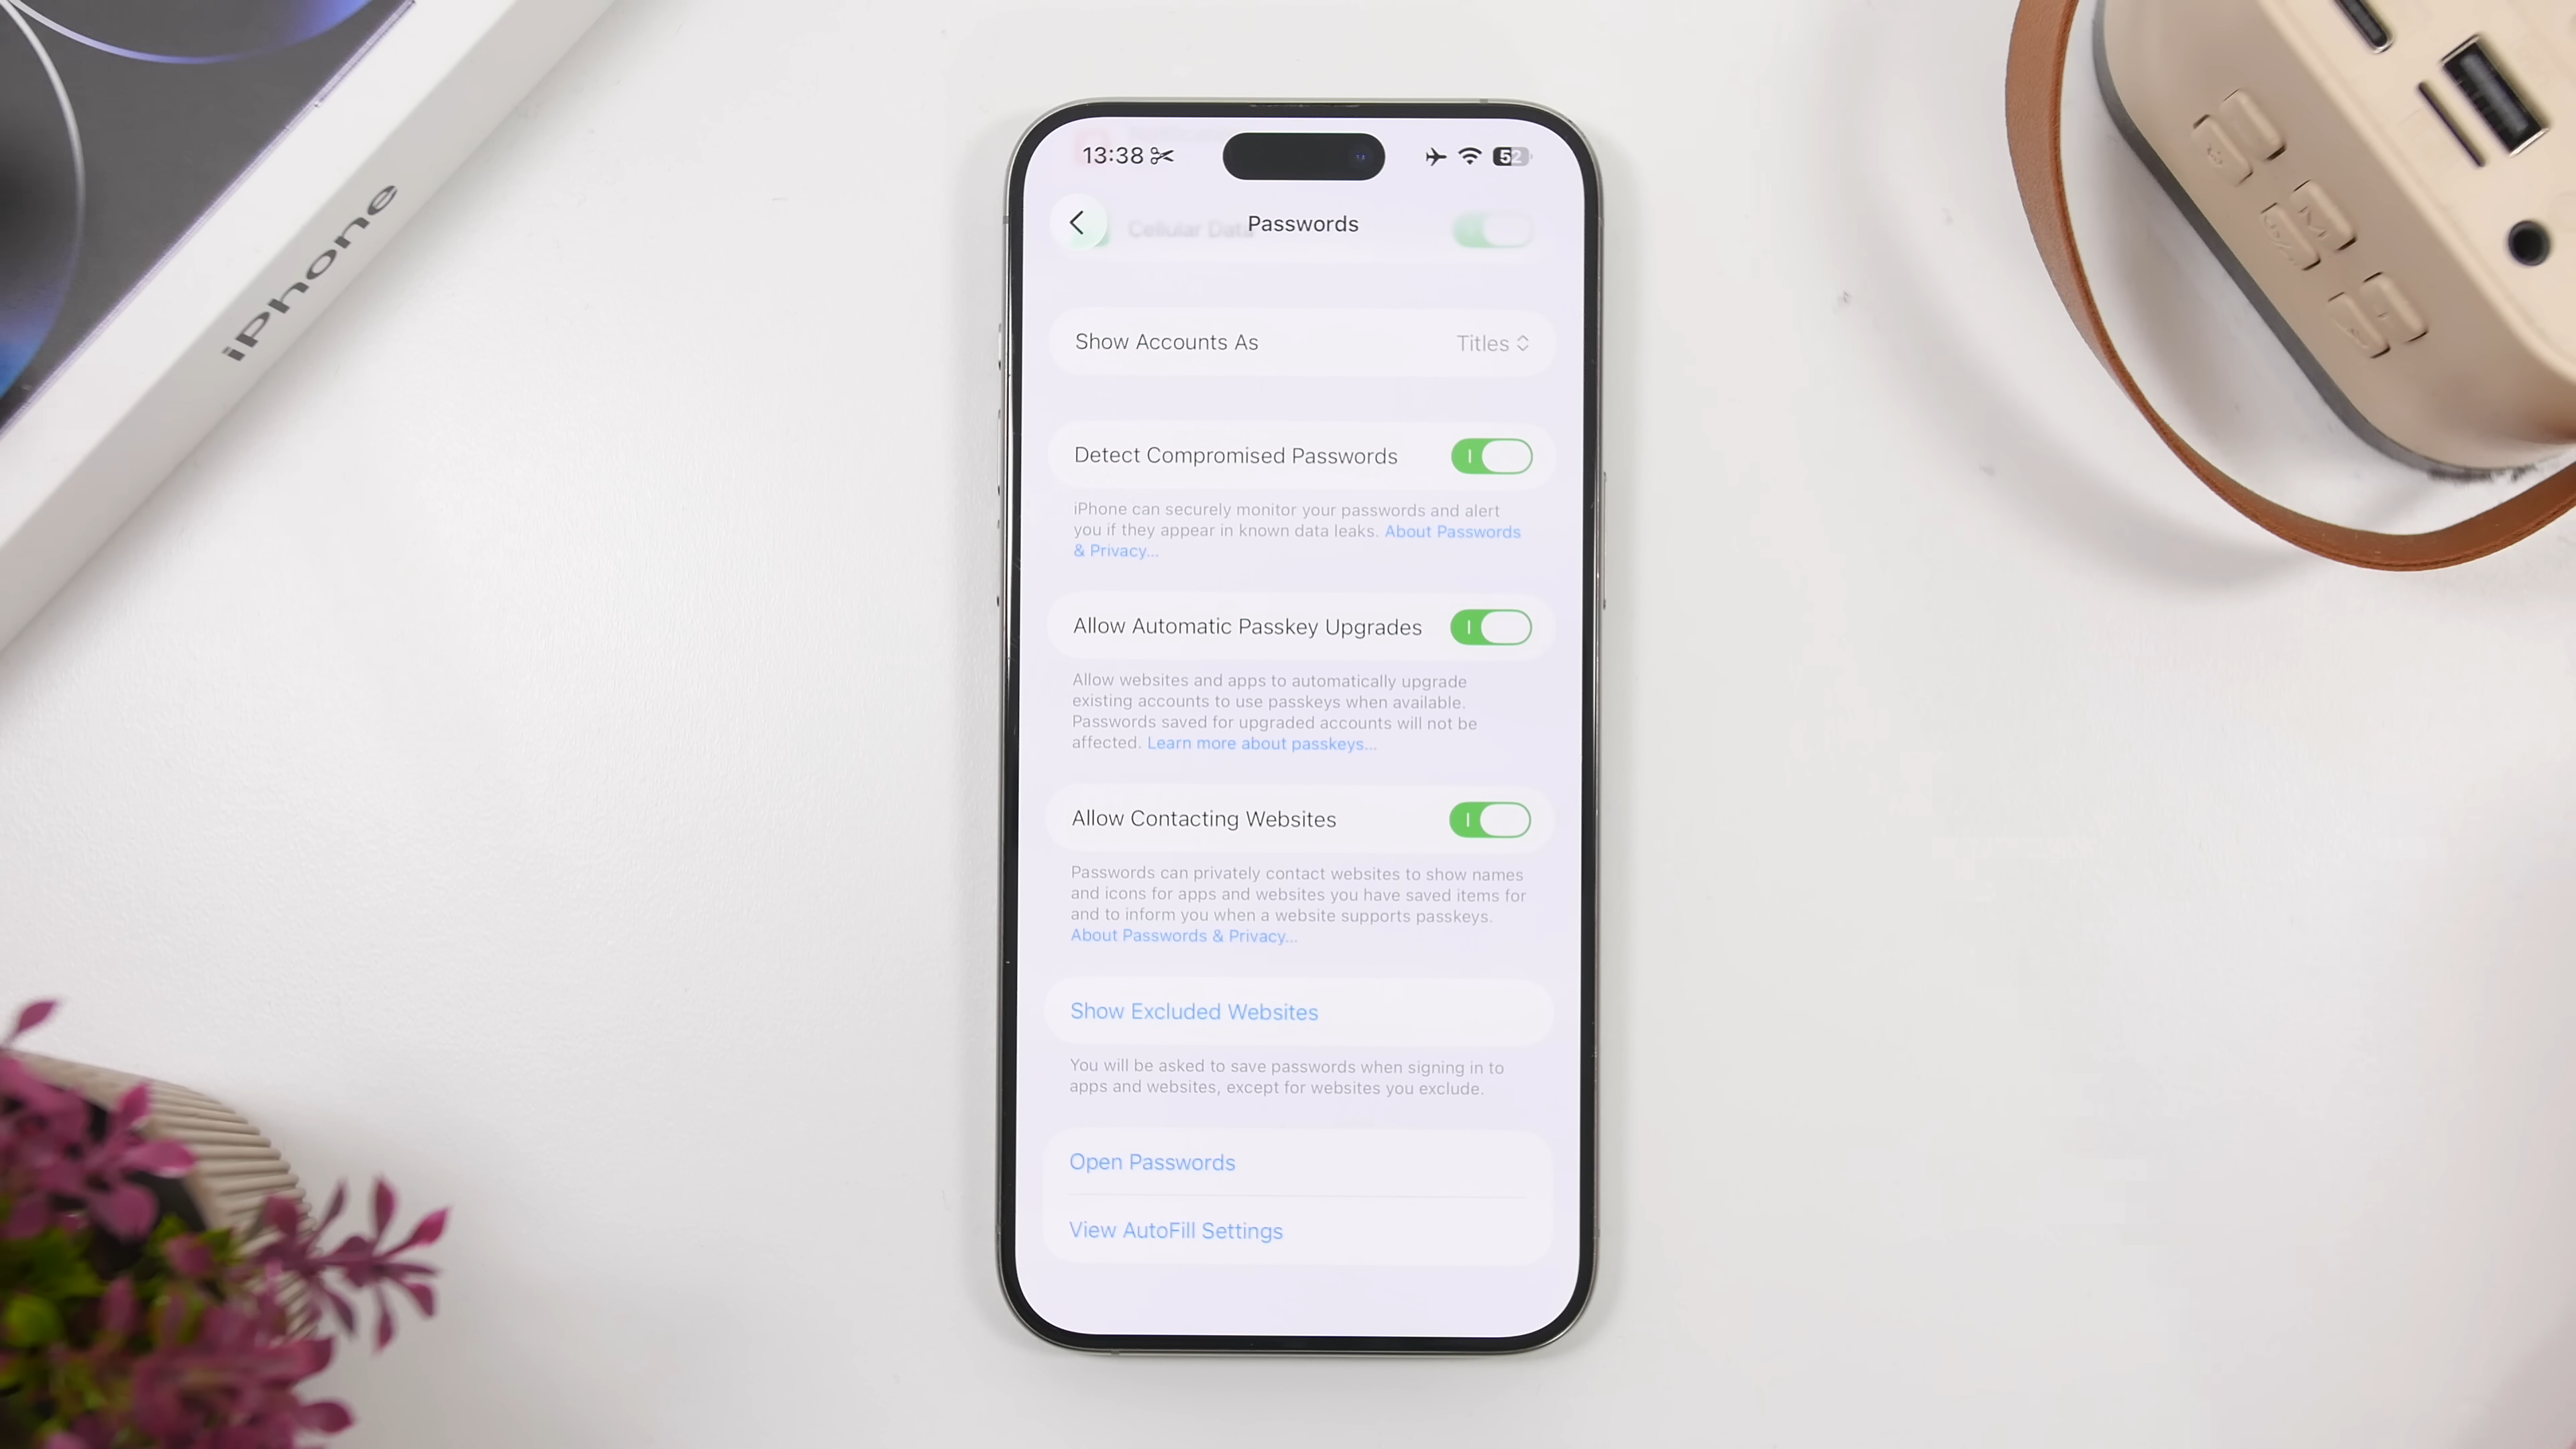 iPhone
13:38
52
Cellular Data
Passwords
Show Accounts As
Titles
Detect Compromised Passwords
iPhone can securely monitor your passwords and alert
you if they appear in known data leaks. About Passwords
& Privacy...
Allow Automatic Passkey Upgrades
Allow websites and apps to automatically upgrade
existing accounts to use passkeys when available.
Passwords saved for upgraded accounts will not be
affected. Learn more about passkeys...
Allow Contacting Websites
Passwords can privately contact websites to show names
and icons for apps and websites you have saved items for
and to inform you when a website supports passkeys.
About Passwords & Privacy...
Show Excluded Websites
You will be asked to save passwords when signing in to
apps and websites, except for websites you exclude.
Open Passwords
View AutoFill Settings